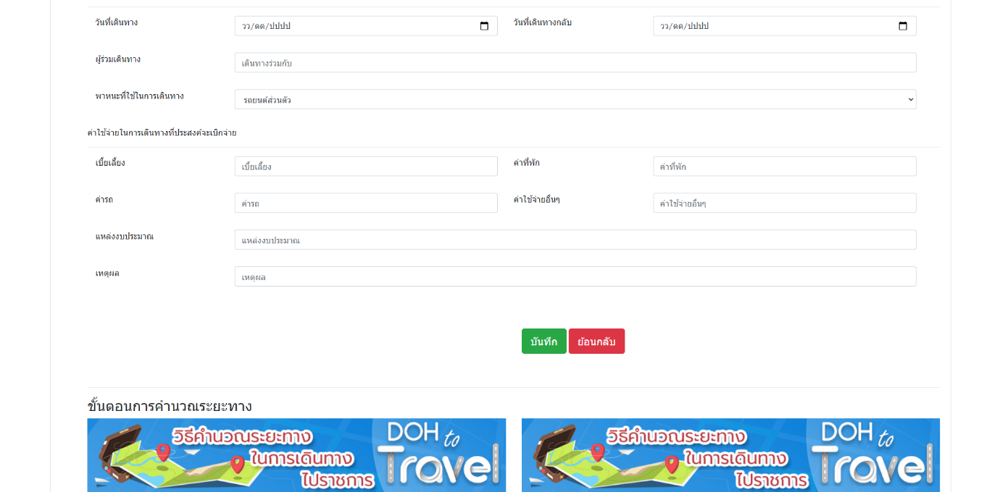 วันที่เดินทาง วว/ดด/ปปปป วันที่เดินทางกลับ วว/ดด/ปปปป
ผู้ร่วมเดินทาง เดินทางร่วมกับ
พาหนะที่ใช้ในการเดินทาง รถยนต์ส่วนตัว
ค่าใช้จ่ายในการเดินทางที่ประสงค์จะเบิกจ่าย
เบี้ยเลี้ยง เบี้ยเลี้ยง ค่าที่พัก ค่าที่พัก
ค่ารถ ค่ารถ ค่าใช้จ่ายอื่นๆ ค่าใช้จ่ายอื่นๆ
แหล่งงบประมาณ แหล่งงบประมาณ
เหตุผล เหตุผล
บันทึก ย้อนกลับ
ขั้นตอนการคำนวณระยะทาง
วิธีคำนวณระยะทาง
ในการเดินทาง
ไปราชการ
DOH to
Travel
วิธีคำนวณระยะทาง
ในการเดินทาง
ไปราชการ
DOH to
Travel